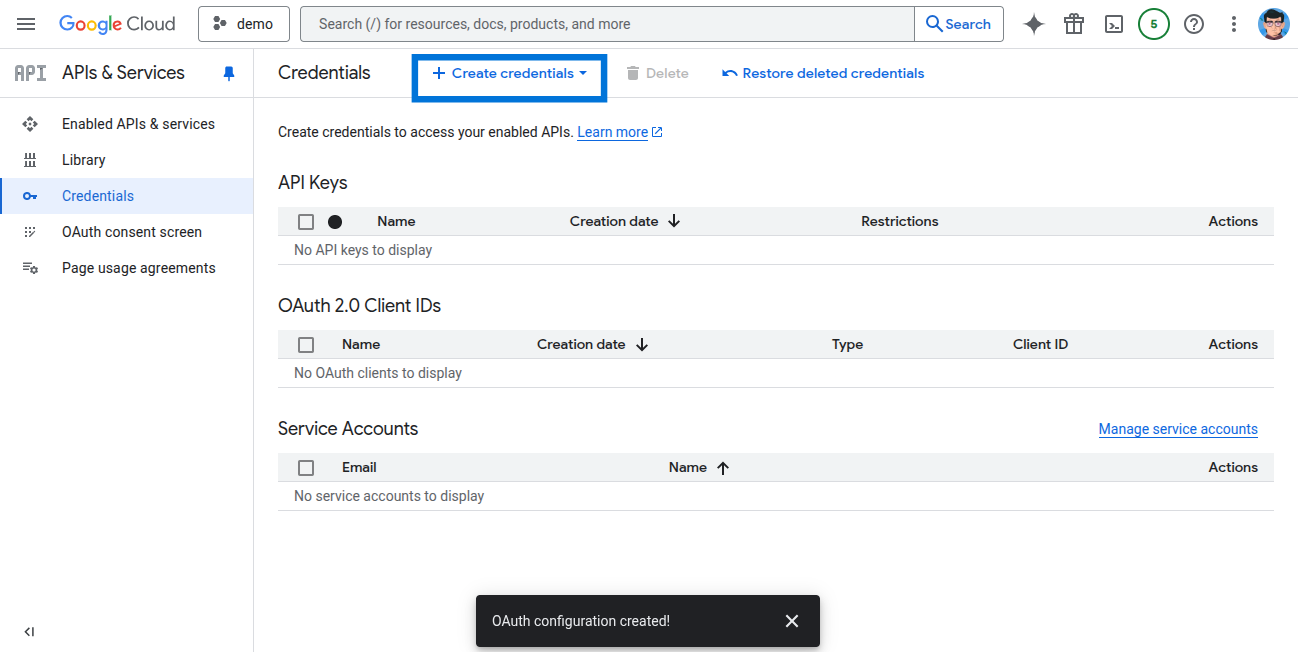 Google Cloud demo Search (/) for resources, docs, products, and more Search 5
API APIs & Services Credentials + Create credentials Delete Restore deleted credentials
Enabled APIs & services
Library
Credentials
OAuth consent screen
Page usage agreements
Create credentials to access your enabled APIs. Learn more
API Keys
Name Creation date Restrictions Actions
No API keys to display
OAuth 2.0 Client IDs
Name Creation date Type Client ID Actions
No OAuth clients to display
Service Accounts Manage service accounts
Email Name Actions
No service accounts to display
OAuth configuration created!